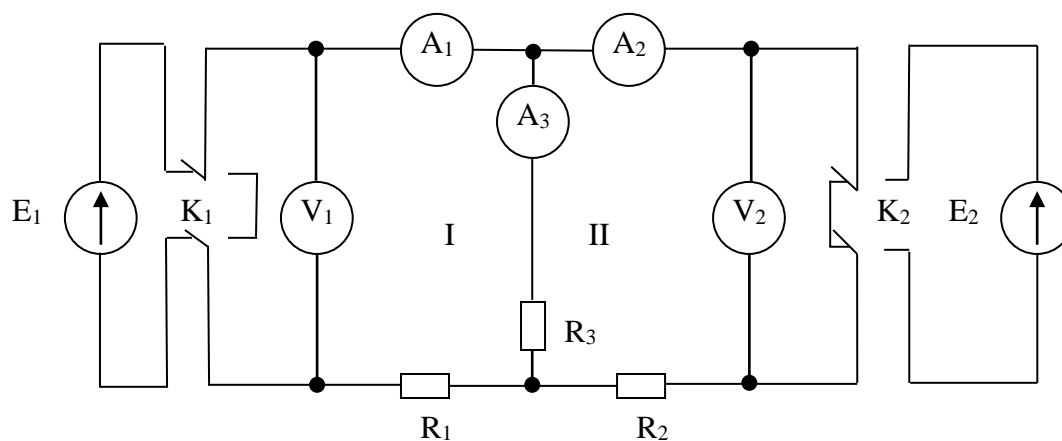 A₁ A₂
A₃
E₁ K₁ V₁ V₂ K₂ E₂
I II
R₃
R₁ R₂